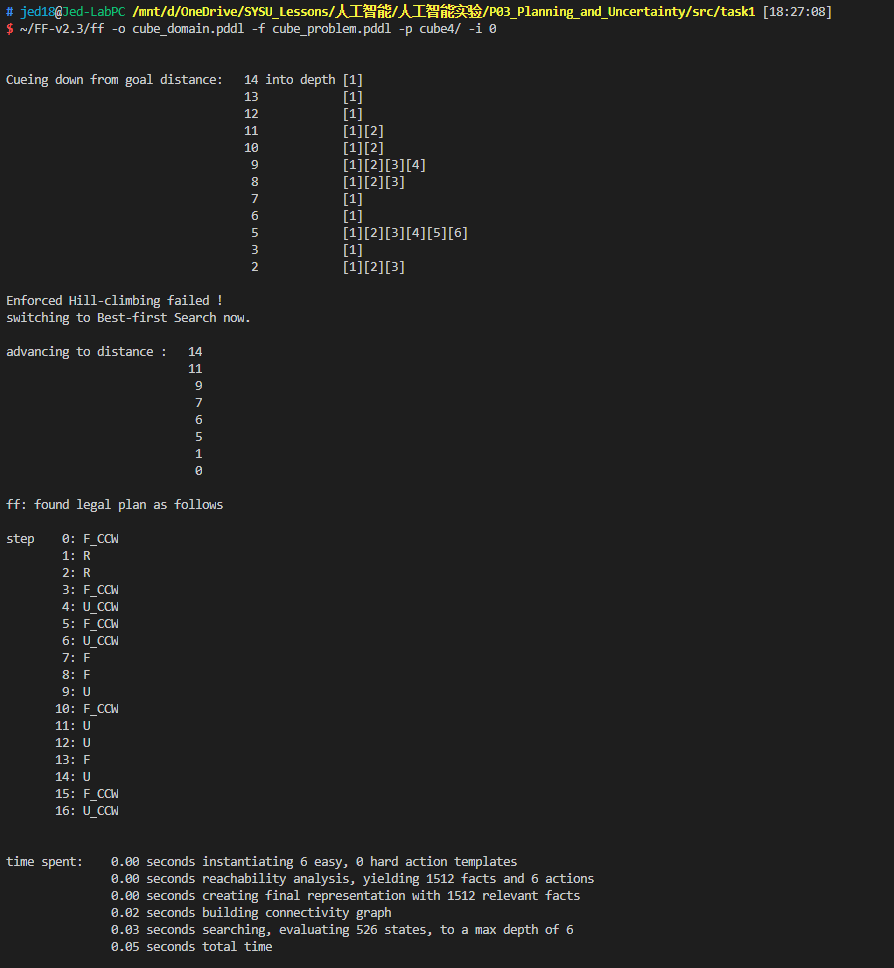 # jed18@Jed-LabPC /mnt/d/OneDrive/SYSU_Lessons/人工智能/人工智能实验/P03_Planning_and_Uncertainty/src/task1 [18:27:08]
$ ~/FF-v2.3/ff -o cube_domain.pddl -f cube_problem.pddl -p cube4/ -i 0
Cueing down from goal distance:   14 into depth [1]
13            [1]
12            [1]
11            [1][2]
10            [1][2]
9            [1][2][3][4]
8            [1][2][3]
7            [1]
6            [1]
5            [1][2][3][4][5][6]
3            [1]
2            [1][2][3]
Enforced Hill-climbing failed !
switching to Best-first Search now.
advancing to distance :   14
11
9
7
6
5
1
0
ff: found legal plan as follows
step    0: F_CCW
1: R
2: R
3: F_CCW
4: U_CCW
5: F_CCW
6: U_CCW
7: F
8: F
9: U
10: F_CCW
11: U
12: U
13: F
14: U
15: F_CCW
16: U_CCW
time spent:    0.00 seconds instantiating 6 easy, 0 hard action templates
0.00 seconds reachability analysis, yielding 1512 facts and 6 actions
0.00 seconds creating final representation with 1512 relevant facts
0.02 seconds building connectivity graph
0.03 seconds searching, evaluating 526 states, to a max depth of 6
0.05 seconds total time